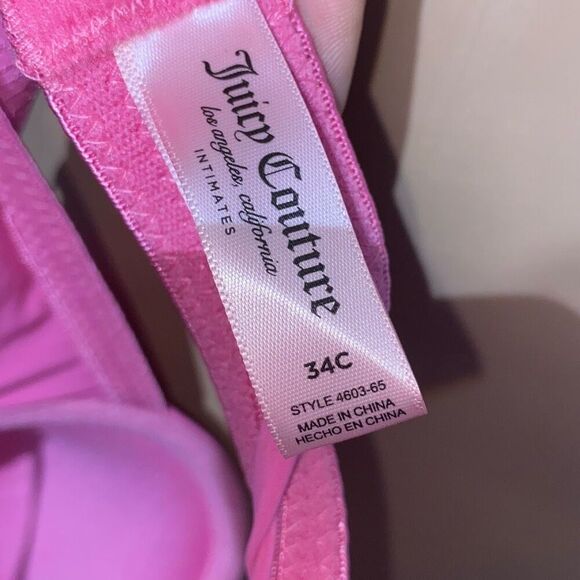 Juicy Couture
los angeles, california
INTIMATES
34C
STYLE 4603-65
MADE IN CHINA
HECHO EN CHINA